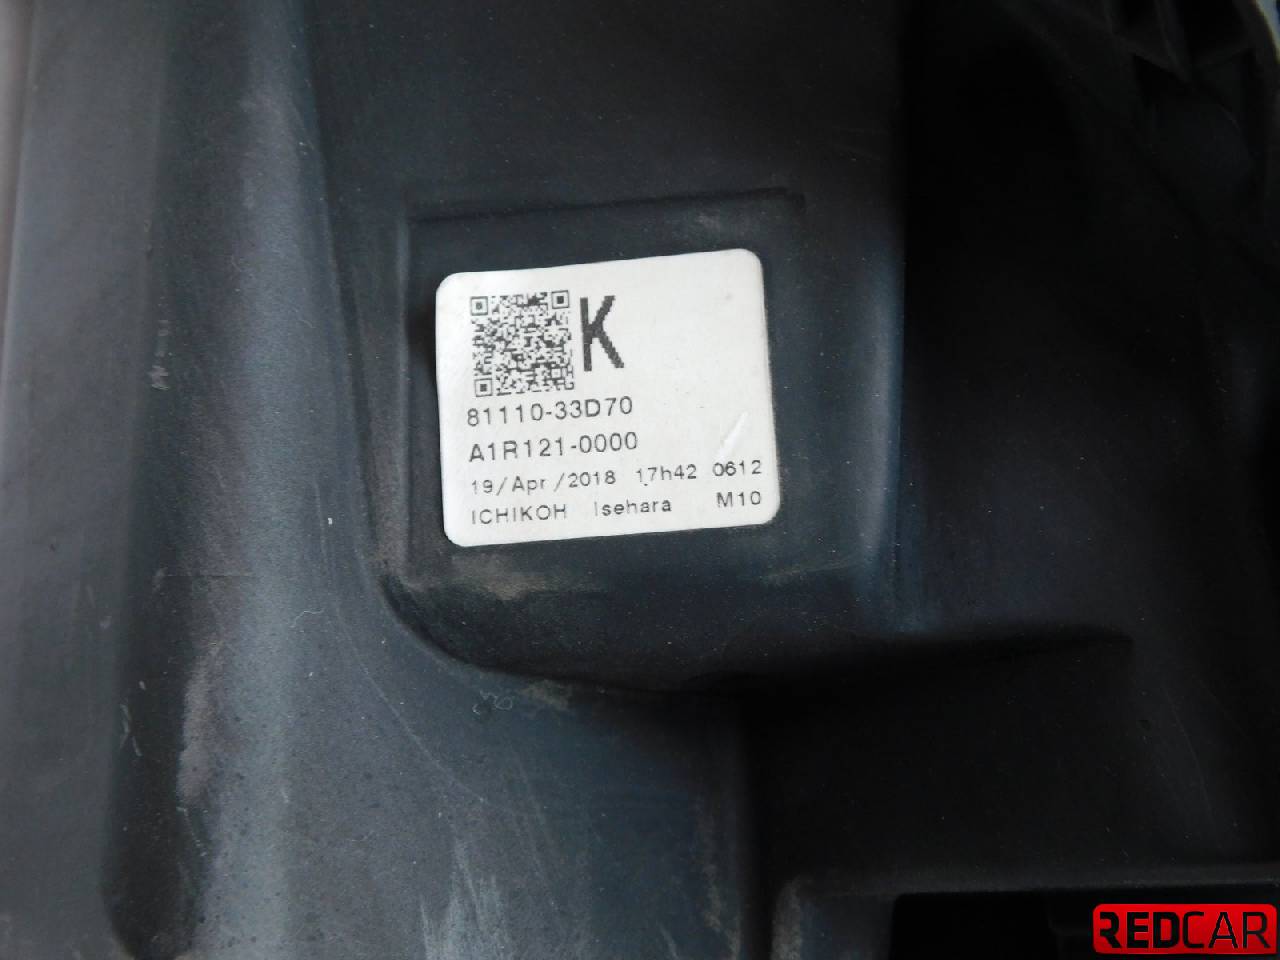 K
81110-33D70
A1R121-0000
19/Apr/2018 17h42 0612
ICHIKOH Isehara M10
REDCAR